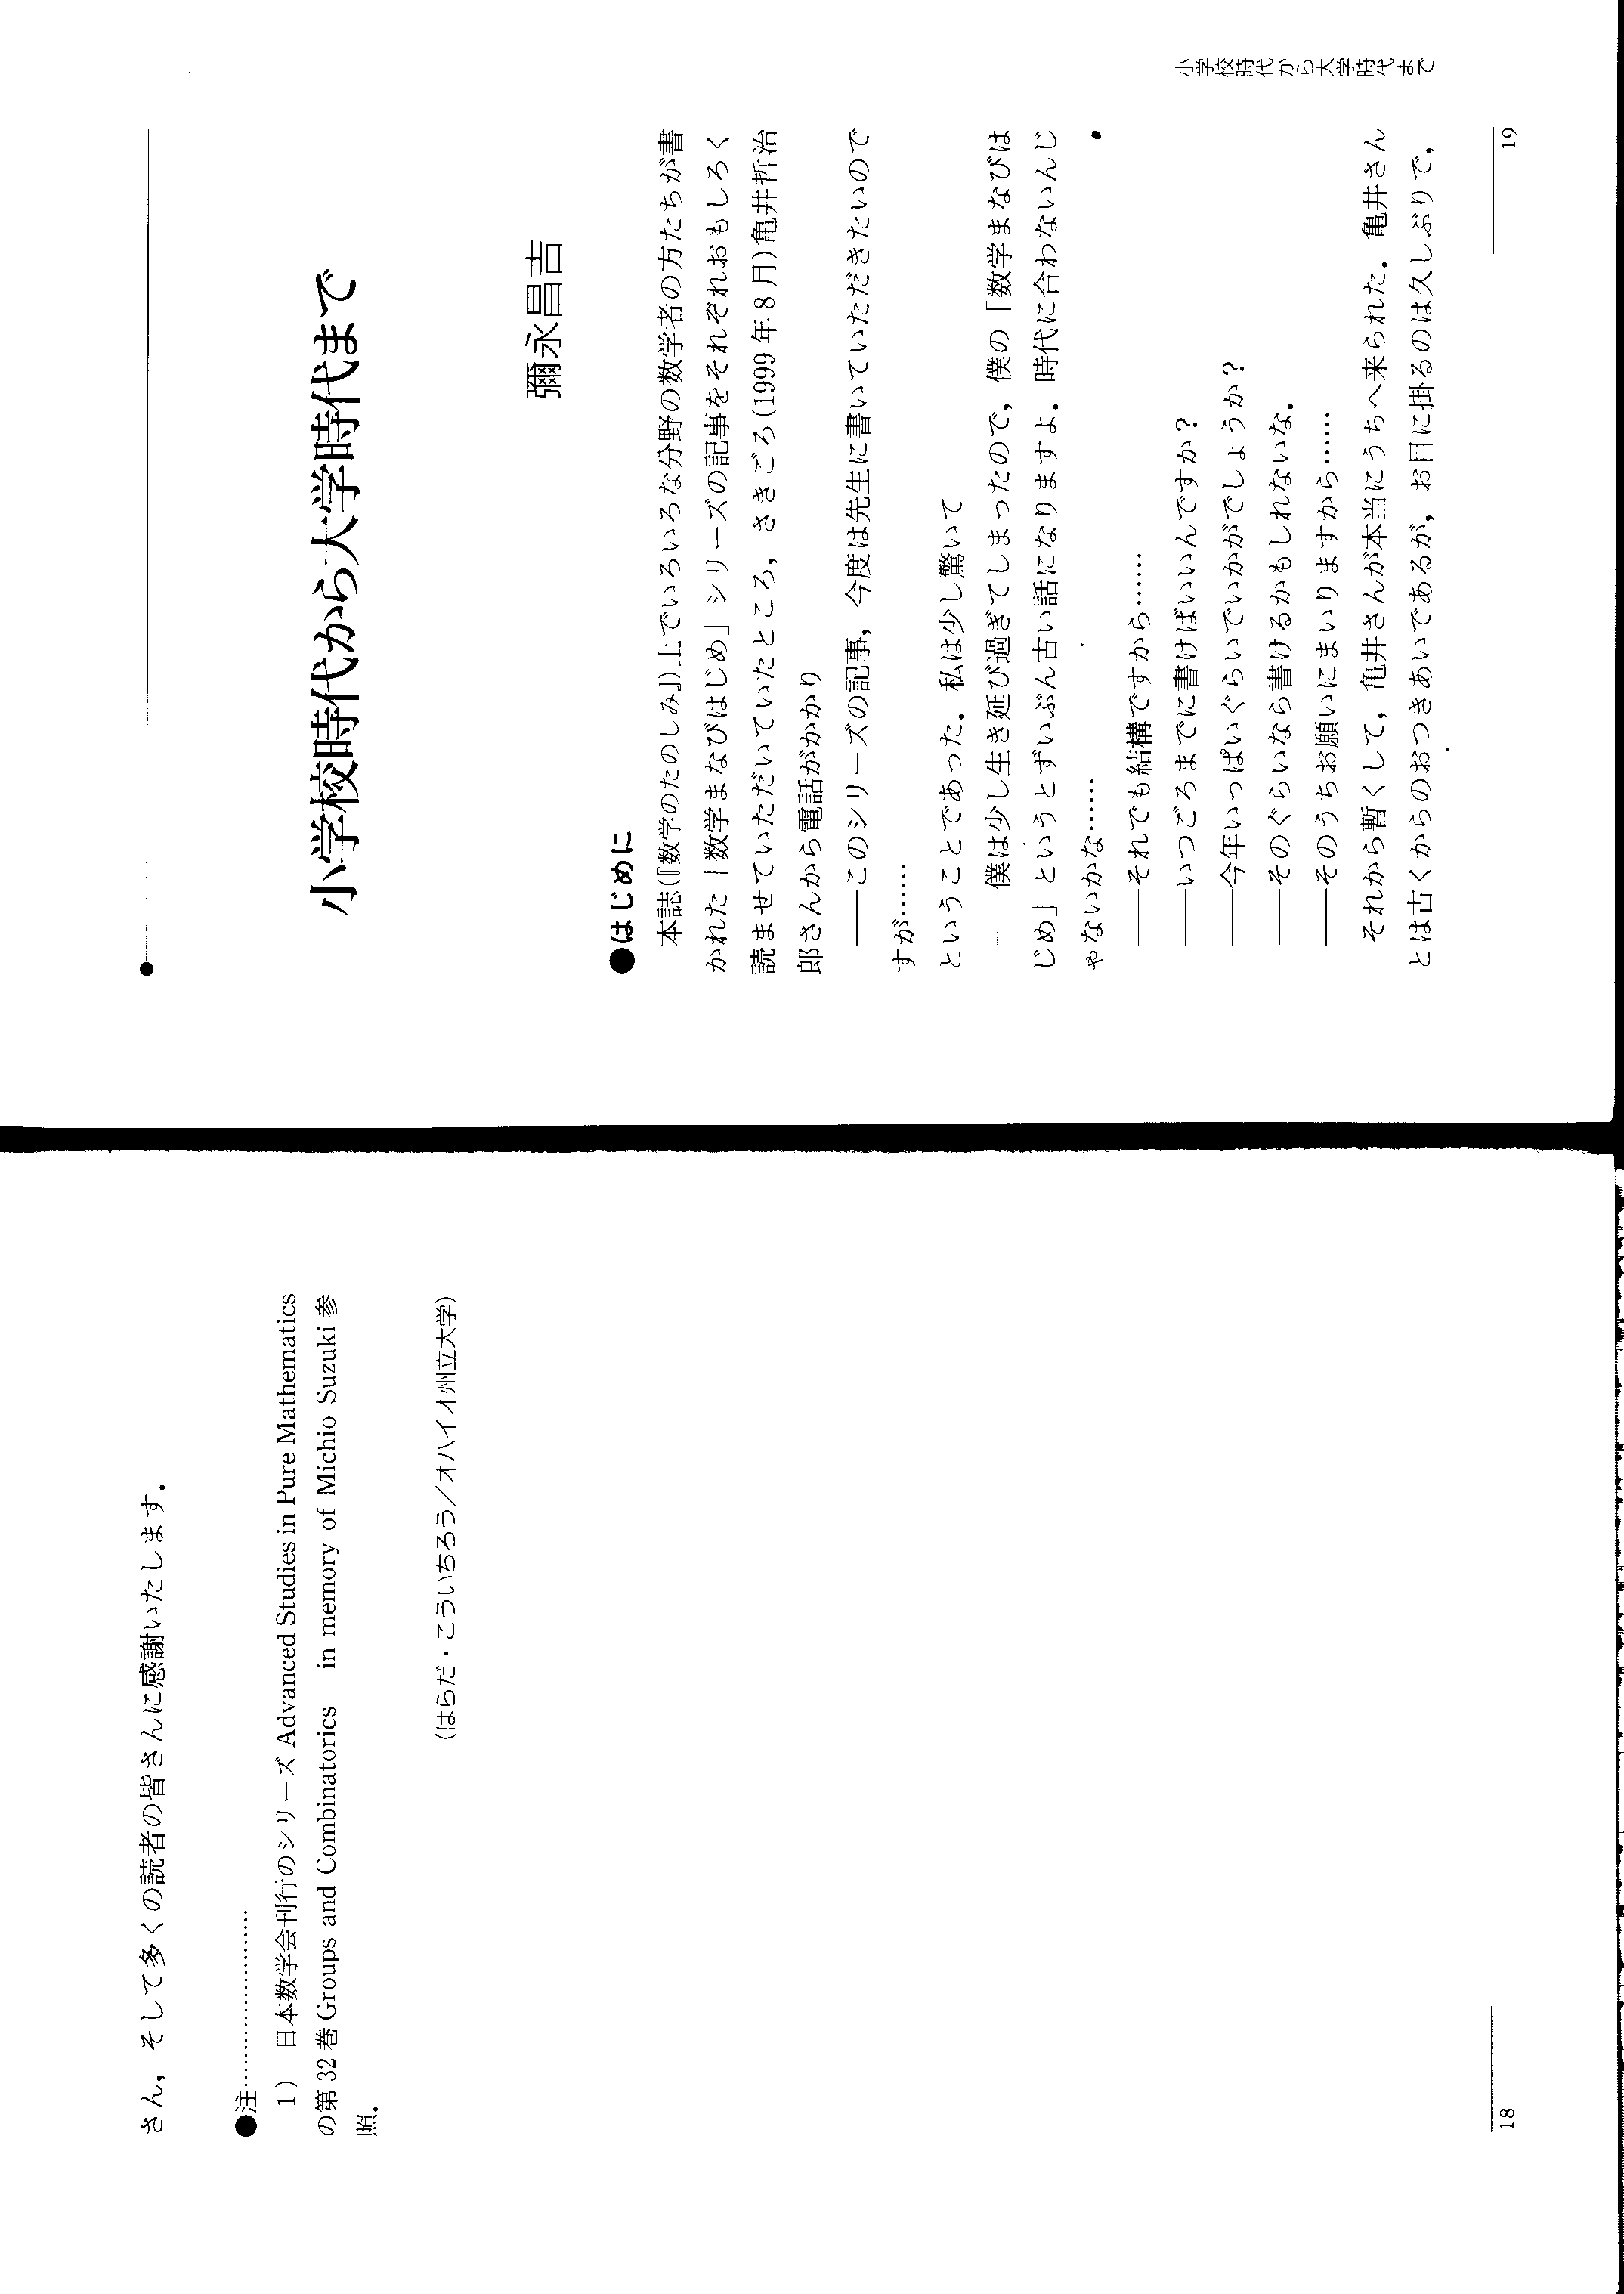 さん，そして多くの読者の皆さんに感謝いたします．
●注……………………
1） 日本数学会刊行のシリーズ Advanced Studies in Pure Mathematics
の第 32 巻 Groups and Combinatorics — in memory of Michio Suzuki 参
照．
（はらだ・こういちろう／オハイオ州立大学）
18
小学校時代から大学時代まで
彌永昌吉
●はじめに
本誌（『数学のたのしみ』）上でいろいろな分野の数学者の方たちが書
かれた「数学まなびはじめ」シリーズの記事をそれぞれおもしろく
読ませていただいていたところ，さきごろ（1999 年 8 月）亀井哲治
郎さんから電話がかかり
——このシリーズの記事，今度は先生に書いていただきたいので
すが……
ということであった．私は少し驚いて
——僕は少し生き延び過ぎてしまったので，僕の「数学まなびは
じめ」というとずいぶん古い話になりますよ．時代に合わないんじ
ゃないかな……
——それでも結構ですから……
——いつごろまでに書けばいいんですか？
——今年いっぱいぐらいでいかがでしょうか？
——そのぐらいなら書けるかもしれないな．
——そのうちお願いにまいりますから……
それから暫くして，亀井さんが本当にうちへ来られた．亀井さん
とは古くからのおつきあいであるが，お目に掛るのは久しぶりで，
小学校時代から大学時代まで
19